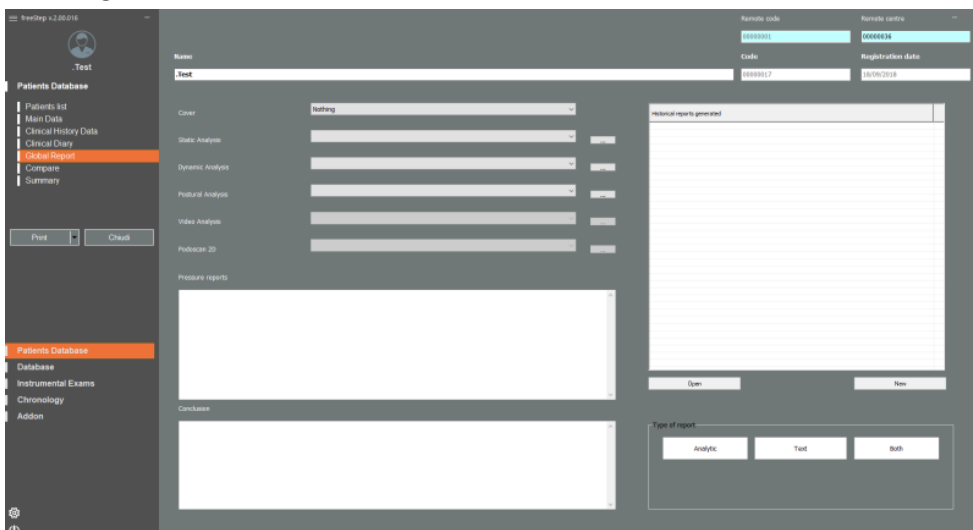 freeStep v.2.00.016
.Test
Patients Database
Patients list
Main Data
Clinical History Data
Clinical Diary
Global Report
Compare
Summary
Print
Chiudi
Patients Database
Database
Instrumental Exams
Chronology
Addon
Remote code
Remote centre
00000001
00000036
Name
Code
Registration date
.Test
00000017
18/09/2018
Cover
Nothing
Static Analysis
...
Dynamic Analysis
...
Postural Analysis
...
Video Analysis
...
Podoscan 2D
...
Pressure reports
Conclusion
Historical reports generated
Open
New
Type of report
Analytic
Text
Both